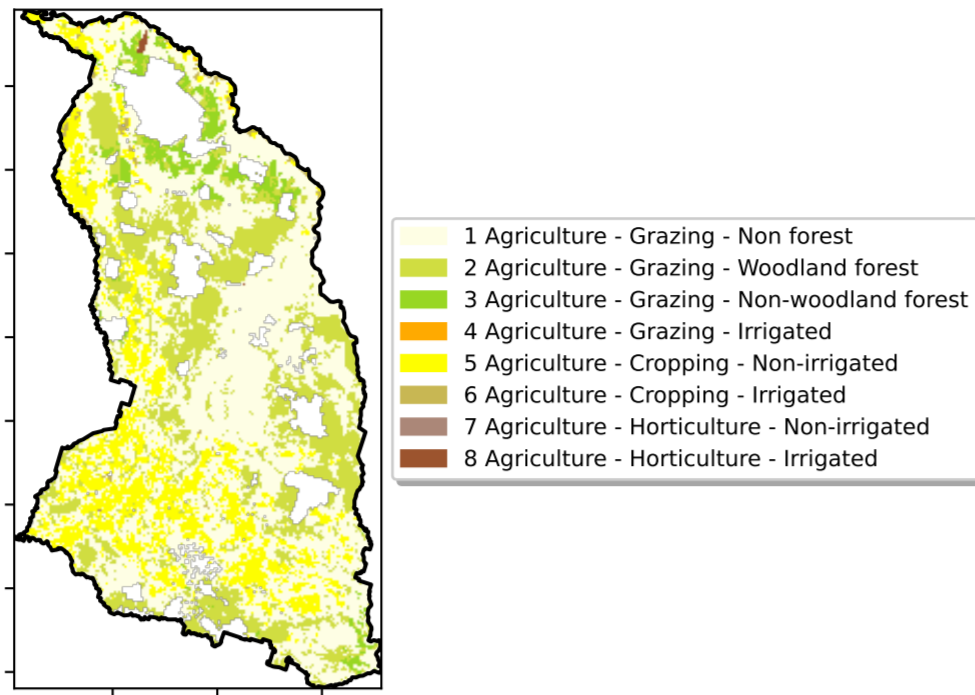 1 Agriculture - Grazing - Non forest
2 Agriculture - Grazing - Woodland forest
3 Agriculture - Grazing - Non-woodland forest
4 Agriculture - Grazing - Irrigated
5 Agriculture - Cropping - Non-irrigated
6 Agriculture - Cropping - Irrigated
7 Agriculture - Horticulture - Non-irrigated
8 Agriculture - Horticulture - Irrigated